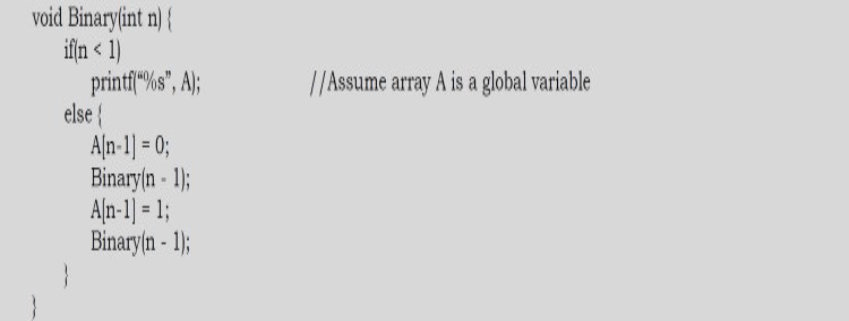 void Binary(int n) {
if(n < 1)
printf(“%s”, A); //Assume array A is a global variable
else {
A[n-1] = 0;
Binary(n - 1);
A[n-1] = 1;
Binary(n - 1);
}
}